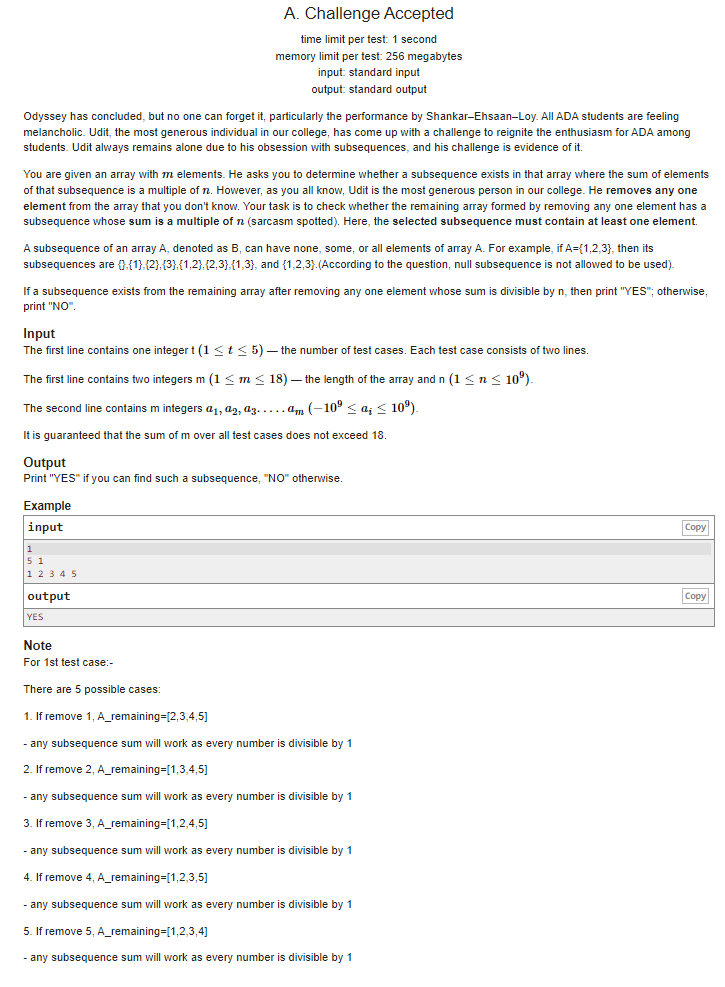 A. Challenge Accepted
time limit per test: 1 second
memory limit per test: 256 megabytes
input: standard input
output: standard output
Odyssey has concluded, but no one can forget it, particularly the performance by Shankar–Ehsaan–Loy. All ADA students are feeling
melancholic. Udit, the most generous individual in our college, has come up with a challenge to reignite the enthusiasm for ADA among
students. Udit always remains alone due to his obsession with subsequences, and his challenge is evidence of it.
You are given an array with m elements. He asks you to determine whether a subsequence exists in that array where the sum of elements
of that subsequence is a multiple of n. However, as you all know, Udit is the most generous person in our college. He removes any one
element from the array that you don't know. Your task is to check whether the remaining array formed by removing any one element has a
subsequence whose sum is a multiple of n (sarcasm spotted). Here, the selected subsequence must contain at least one element.
A subsequence of an array A, denoted as B, can have none, some, or all elements of array A. For example, if A={1,2,3}, then its
subsequences are {},{1},{2},{3},{1,2},{2,3},{1,3}, and {1,2,3}.(According to the question, null subsequence is not allowed to be used).
If a subsequence exists from the remaining array after removing any one element whose sum is divisible by n, then print "YES"; otherwise,
print "NO".
Input
The first line contains one integer t (1 ≤ t ≤ 5) — the number of test cases. Each test case consists of two lines.
The first line contains two integers m (1 ≤ m ≤ 18) — the length of the array and n (1 ≤ n ≤ 10⁹).
The second line contains m integers a₁, a₂, a₃. . . . . aₘ (−10⁹ ≤ aᵢ ≤ 10⁹).
It is guaranteed that the sum of m over all test cases does not exceed 18.
Output
Print "YES" if you can find such a subsequence, "NO" otherwise.
Example
input
Copy
1
5 1
1 2 3 4 5
output
Copy
YES
Note
For 1st test case:-
There are 5 possible cases:
1. If remove 1, A_remaining=[2,3,4,5]
- any subsequence sum will work as every number is divisible by 1
2. If remove 2, A_remaining=[1,3,4,5]
- any subsequence sum will work as every number is divisible by 1
3. If remove 3, A_remaining=[1,2,4,5]
- any subsequence sum will work as every number is divisible by 1
4. If remove 4, A_remaining=[1,2,3,5]
- any subsequence sum will work as every number is divisible by 1
5. If remove 5, A_remaining=[1,2,3,4]
- any subsequence sum will work as every number is divisible by 1